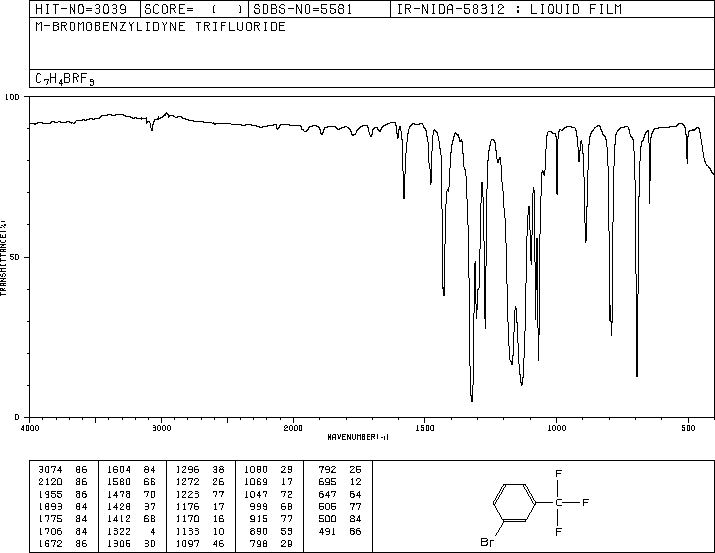 HIT-NO=3039 SCORE= ( ) SDBS-NO=5581 IR-NIDA-58312 : LIQUID FILM
M-BROMOBENZYLIDYNE TRIFLUORIDE
C7H4BRF3
100
50
0
TRANSMITTANCE(%)
4000 3000 2000 1500 1000 500
WAVENUMBER(-1)
3074 86 1604 84 1296 38 1080 29 792 25
2120 86 1580 66 1272 26 1069 17 695 12
1955 86 1478 70 1223 77 1047 72 647 64
1893 84 1428 37 1176 17 999 68 505 77
1775 84 1412 68 1170 16 915 77 500 84
1706 84 1322 4 1133 10 890 53 491 86
1672 86 1305 30 1097 46 798 29
F
C F
F
Br